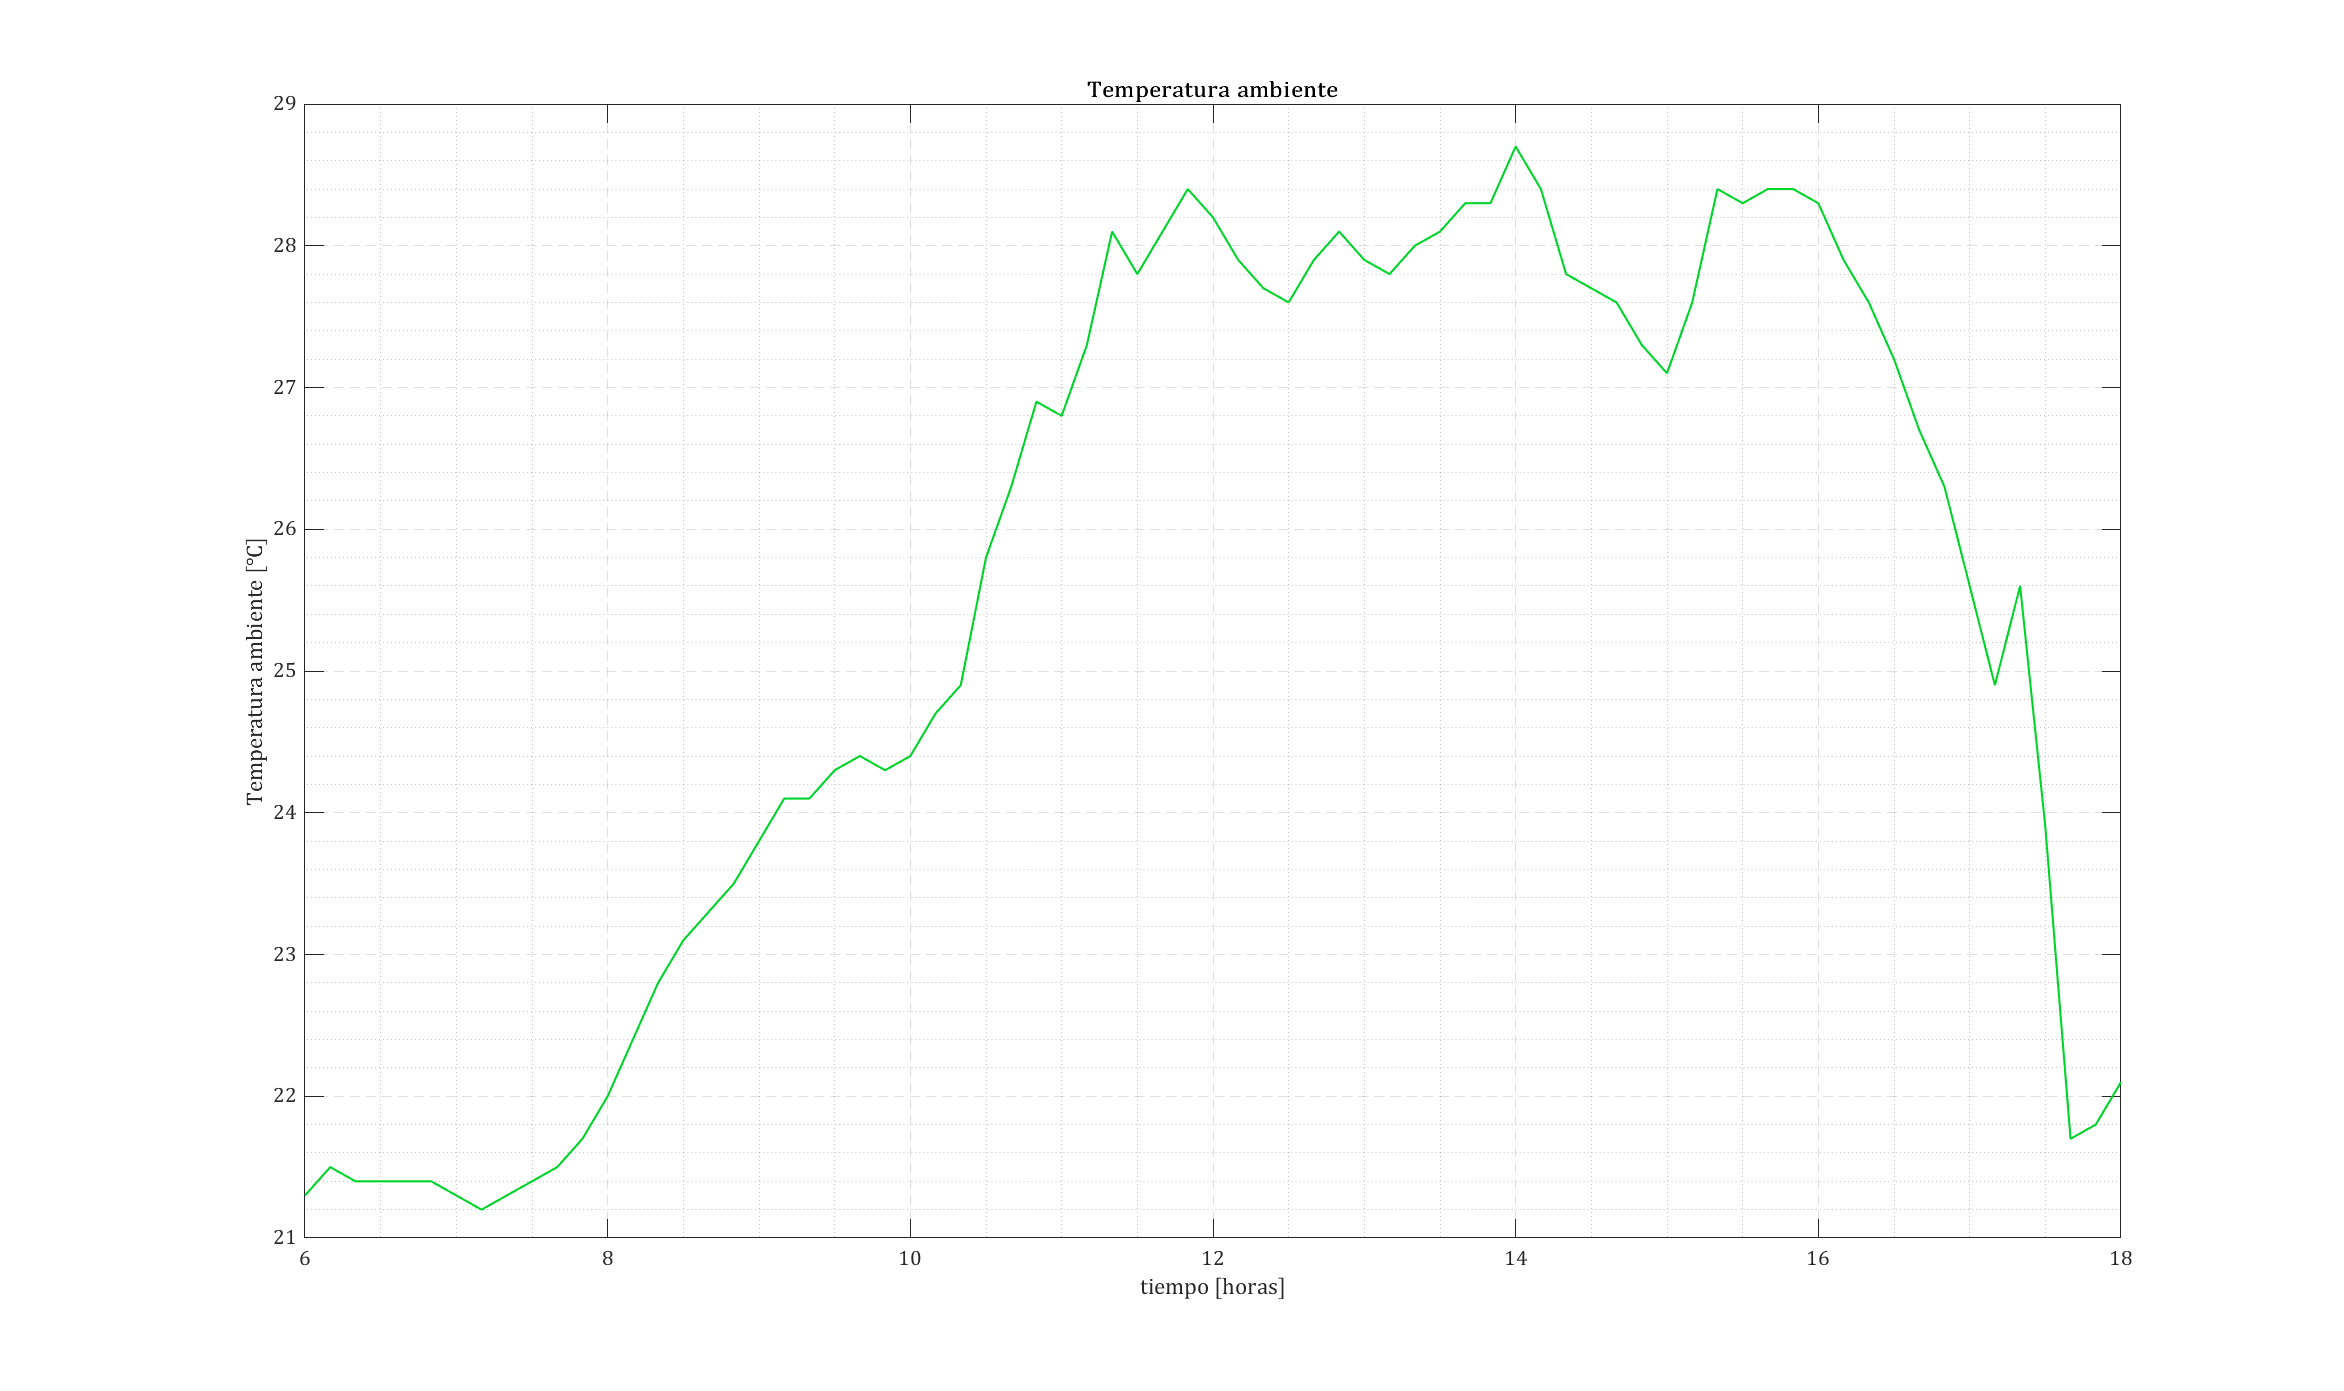 Temperatura ambiente
29
28
27
26
25
24
23
22
21
Temperatura ambiente [°C]
6 8 10 12 14 16 18
tiempo [horas]